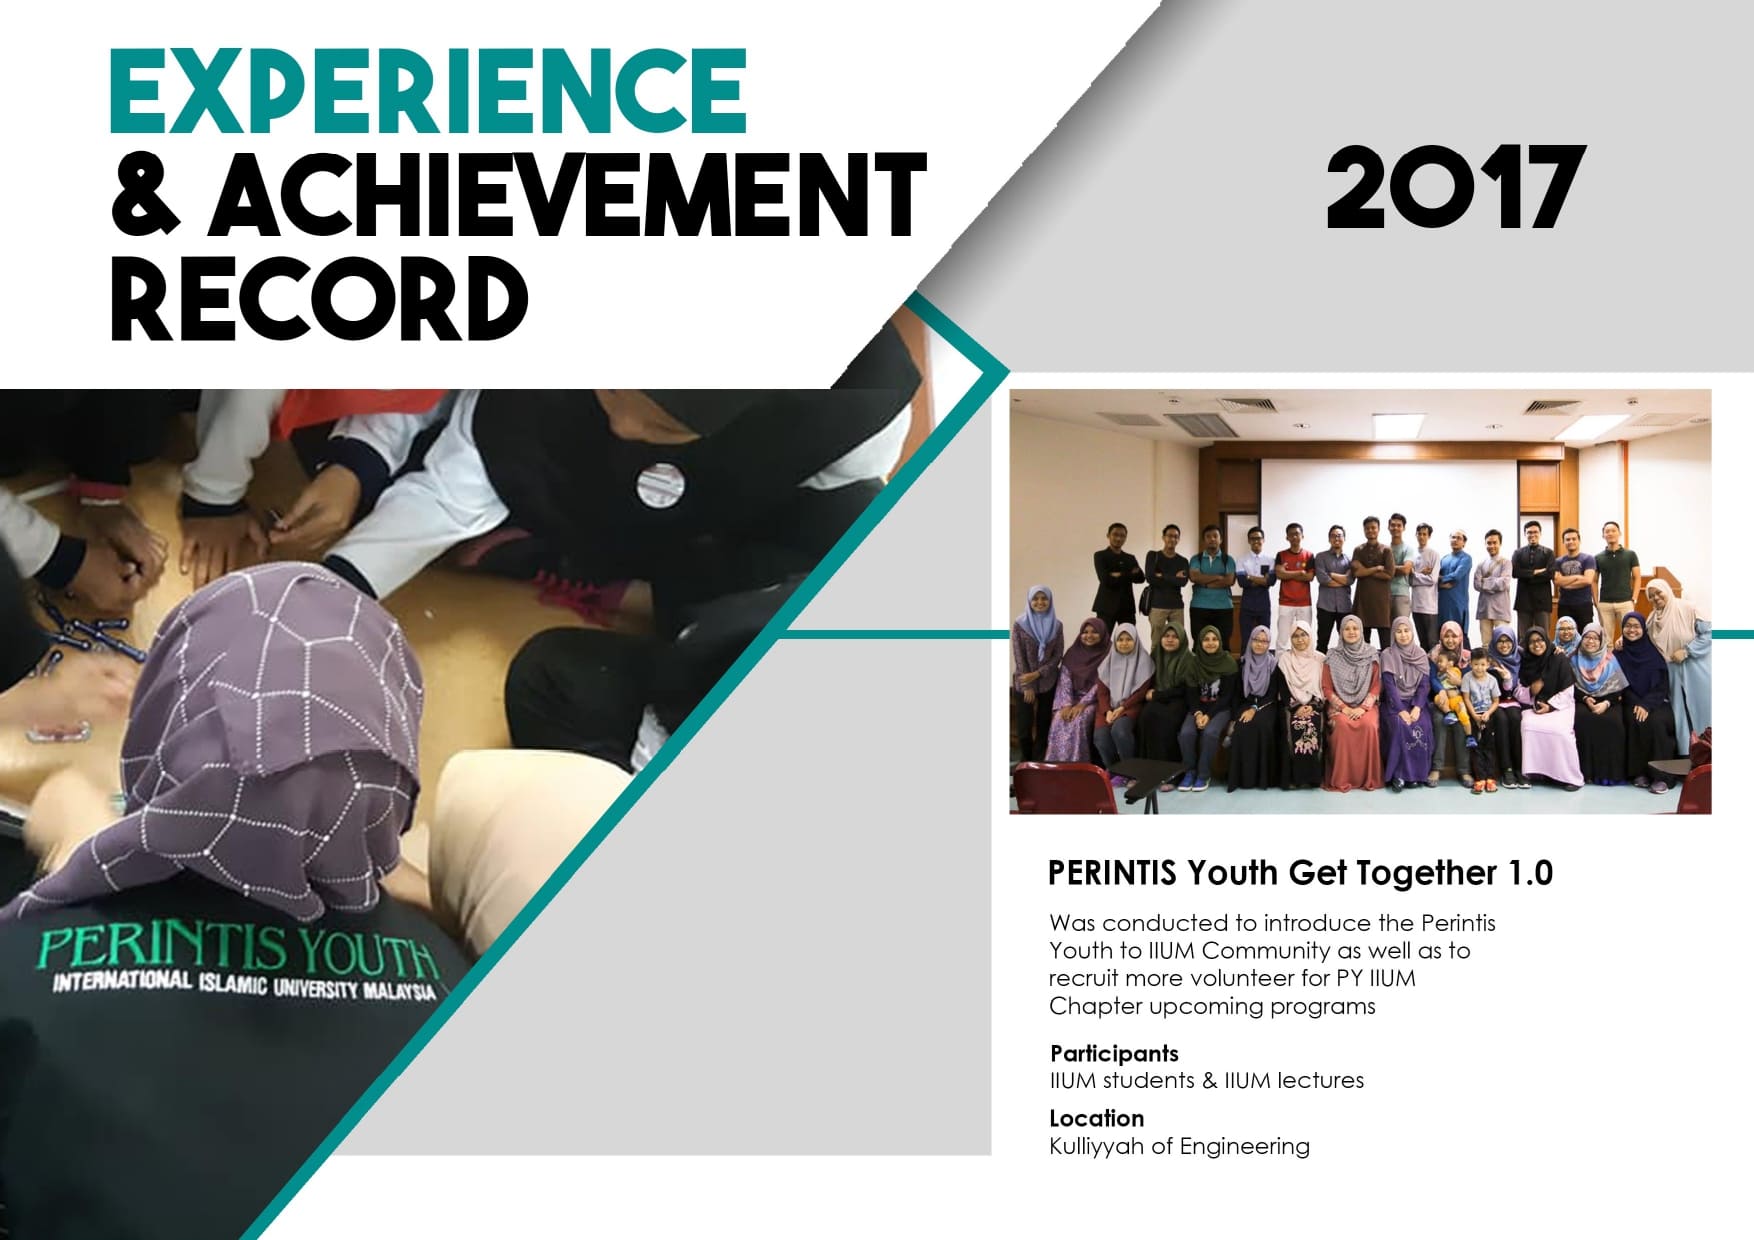 EXPERIENCE
& ACHIEVEMENT
RECORD
2017
PERINTIS YOUTH
INTERNATIONAL ISLAMIC UNIVERSITY MALAYSIA
PERINTIS Youth Get Together 1.0
Was conducted to introduce the Perintis
Youth to IIUM Community as well as to
recruit more volunteer for PY IIUM
Chapter upcoming programs
Participants
IIUM students & IIUM lectures
Location
Kulliyyah of Engineering